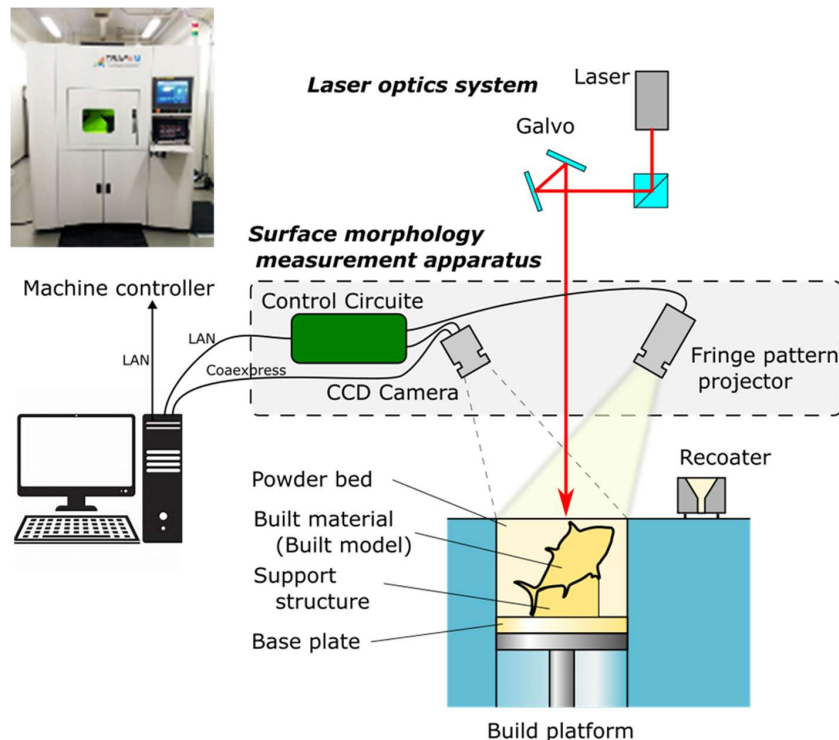 Laser optics system
Laser
Galvo
Surface morphology
measurement apparatus
Machine controller
Control Circuite
LAN
LAN
Coaexpress
CCD Camera
Fringe pattern
projector
Powder bed
Recoater
Built material
(Built model)
Support
structure
Base plate
Build platform